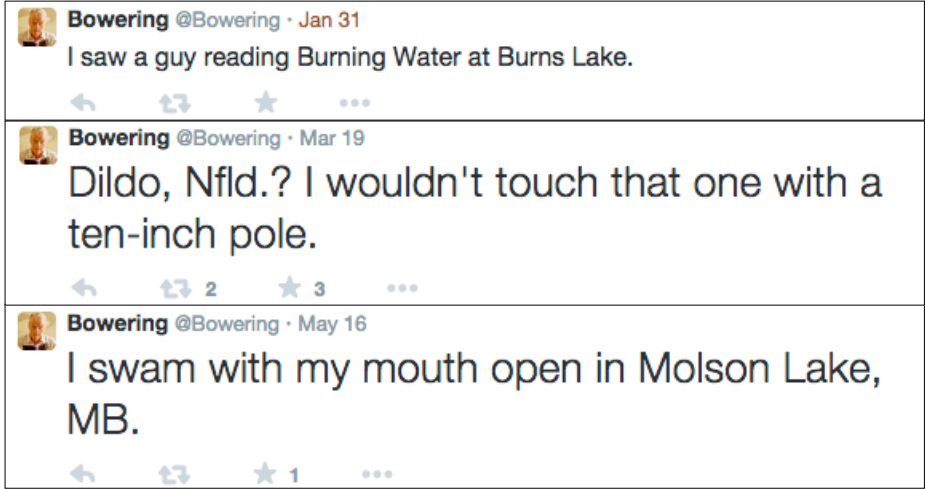 Bowering @Bowering · Jan 31
I saw a guy reading Burning Water at Burns Lake.
Bowering @Bowering · Mar 19
Dildo, Nfld.? I wouldn't touch that one with a
ten-inch pole.
2 3
Bowering @Bowering · May 16
I swam with my mouth open in Molson Lake,
MB.
1